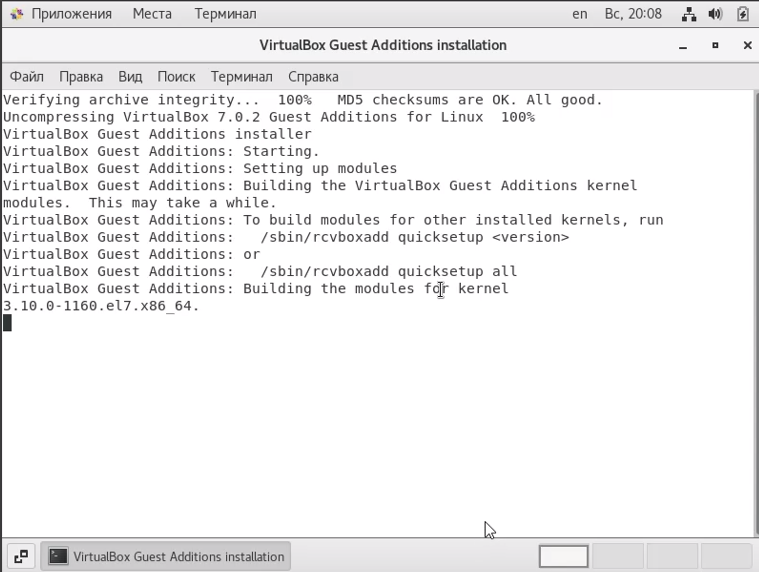 Приложения Места Терминал en Вс, 20:08
VirtualBox Guest Additions installation
Файл Правка Вид Поиск Терминал Справка
Verifying archive integrity...  100%   MD5 checksums are OK. All good.
Uncompressing VirtualBox 7.0.2 Guest Additions for Linux  100%
VirtualBox Guest Additions installer
VirtualBox Guest Additions: Starting.
VirtualBox Guest Additions: Setting up modules
VirtualBox Guest Additions: Building the VirtualBox Guest Additions kernel
modules.  This may take a while.
VirtualBox Guest Additions: To build modules for other installed kernels, run
VirtualBox Guest Additions:   /sbin/rcvboxadd quicksetup <version>
VirtualBox Guest Additions: or
VirtualBox Guest Additions:   /sbin/rcvboxadd quicksetup all
VirtualBox Guest Additions: Building the modules for kernel
3.10.0-1160.el7.x86_64.
VirtualBox Guest Additions installation